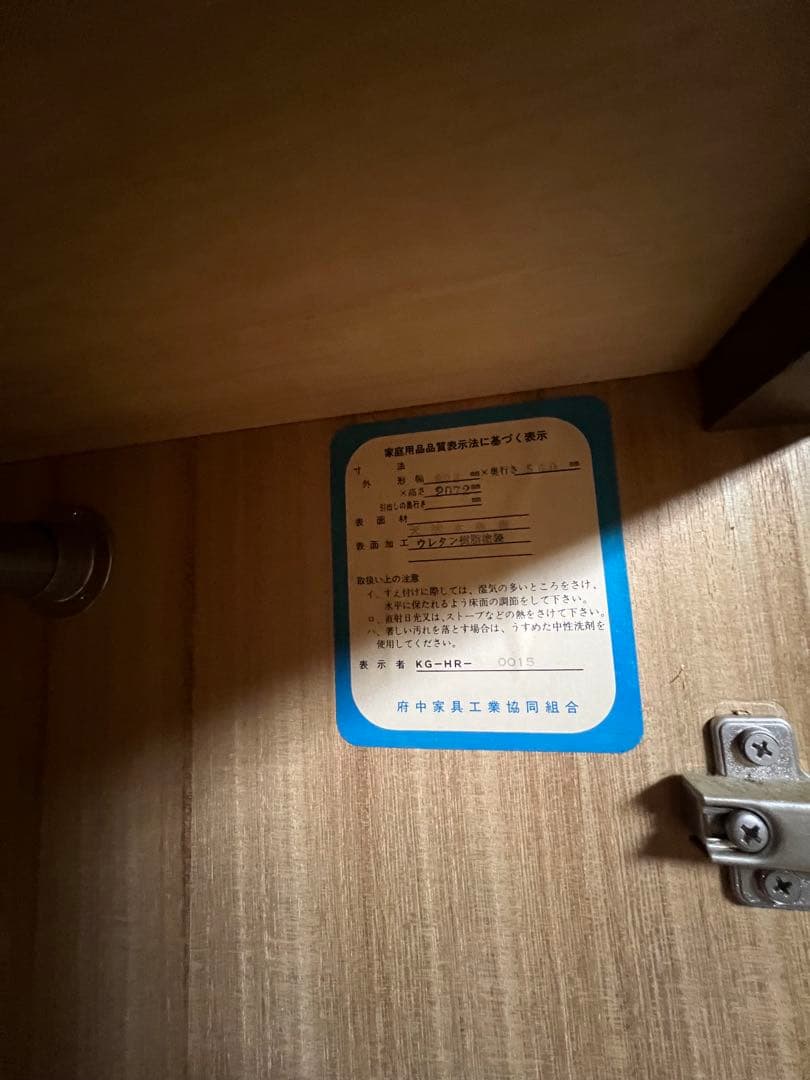 家庭用品品質表示法に基づく表示
寸法
外形 幅 mm×奥行き mm
×高さ 2072mm
引出しの奥行き mm
表面材
表面加工 ウレタン樹脂塗装
取扱い上の注意
イ、すえ付けに際しては、湿気の多いところをさけ、
水平に保たれるよう床面の調節をして下さい。
ロ、直射日光又は、ストーブなどの熱をさけて下さい。
ハ、著しい汚れを落とす場合は、うすめた中性洗剤を
使用してください。
表示者 KG-HR- 0015
府中家具工業協同組合